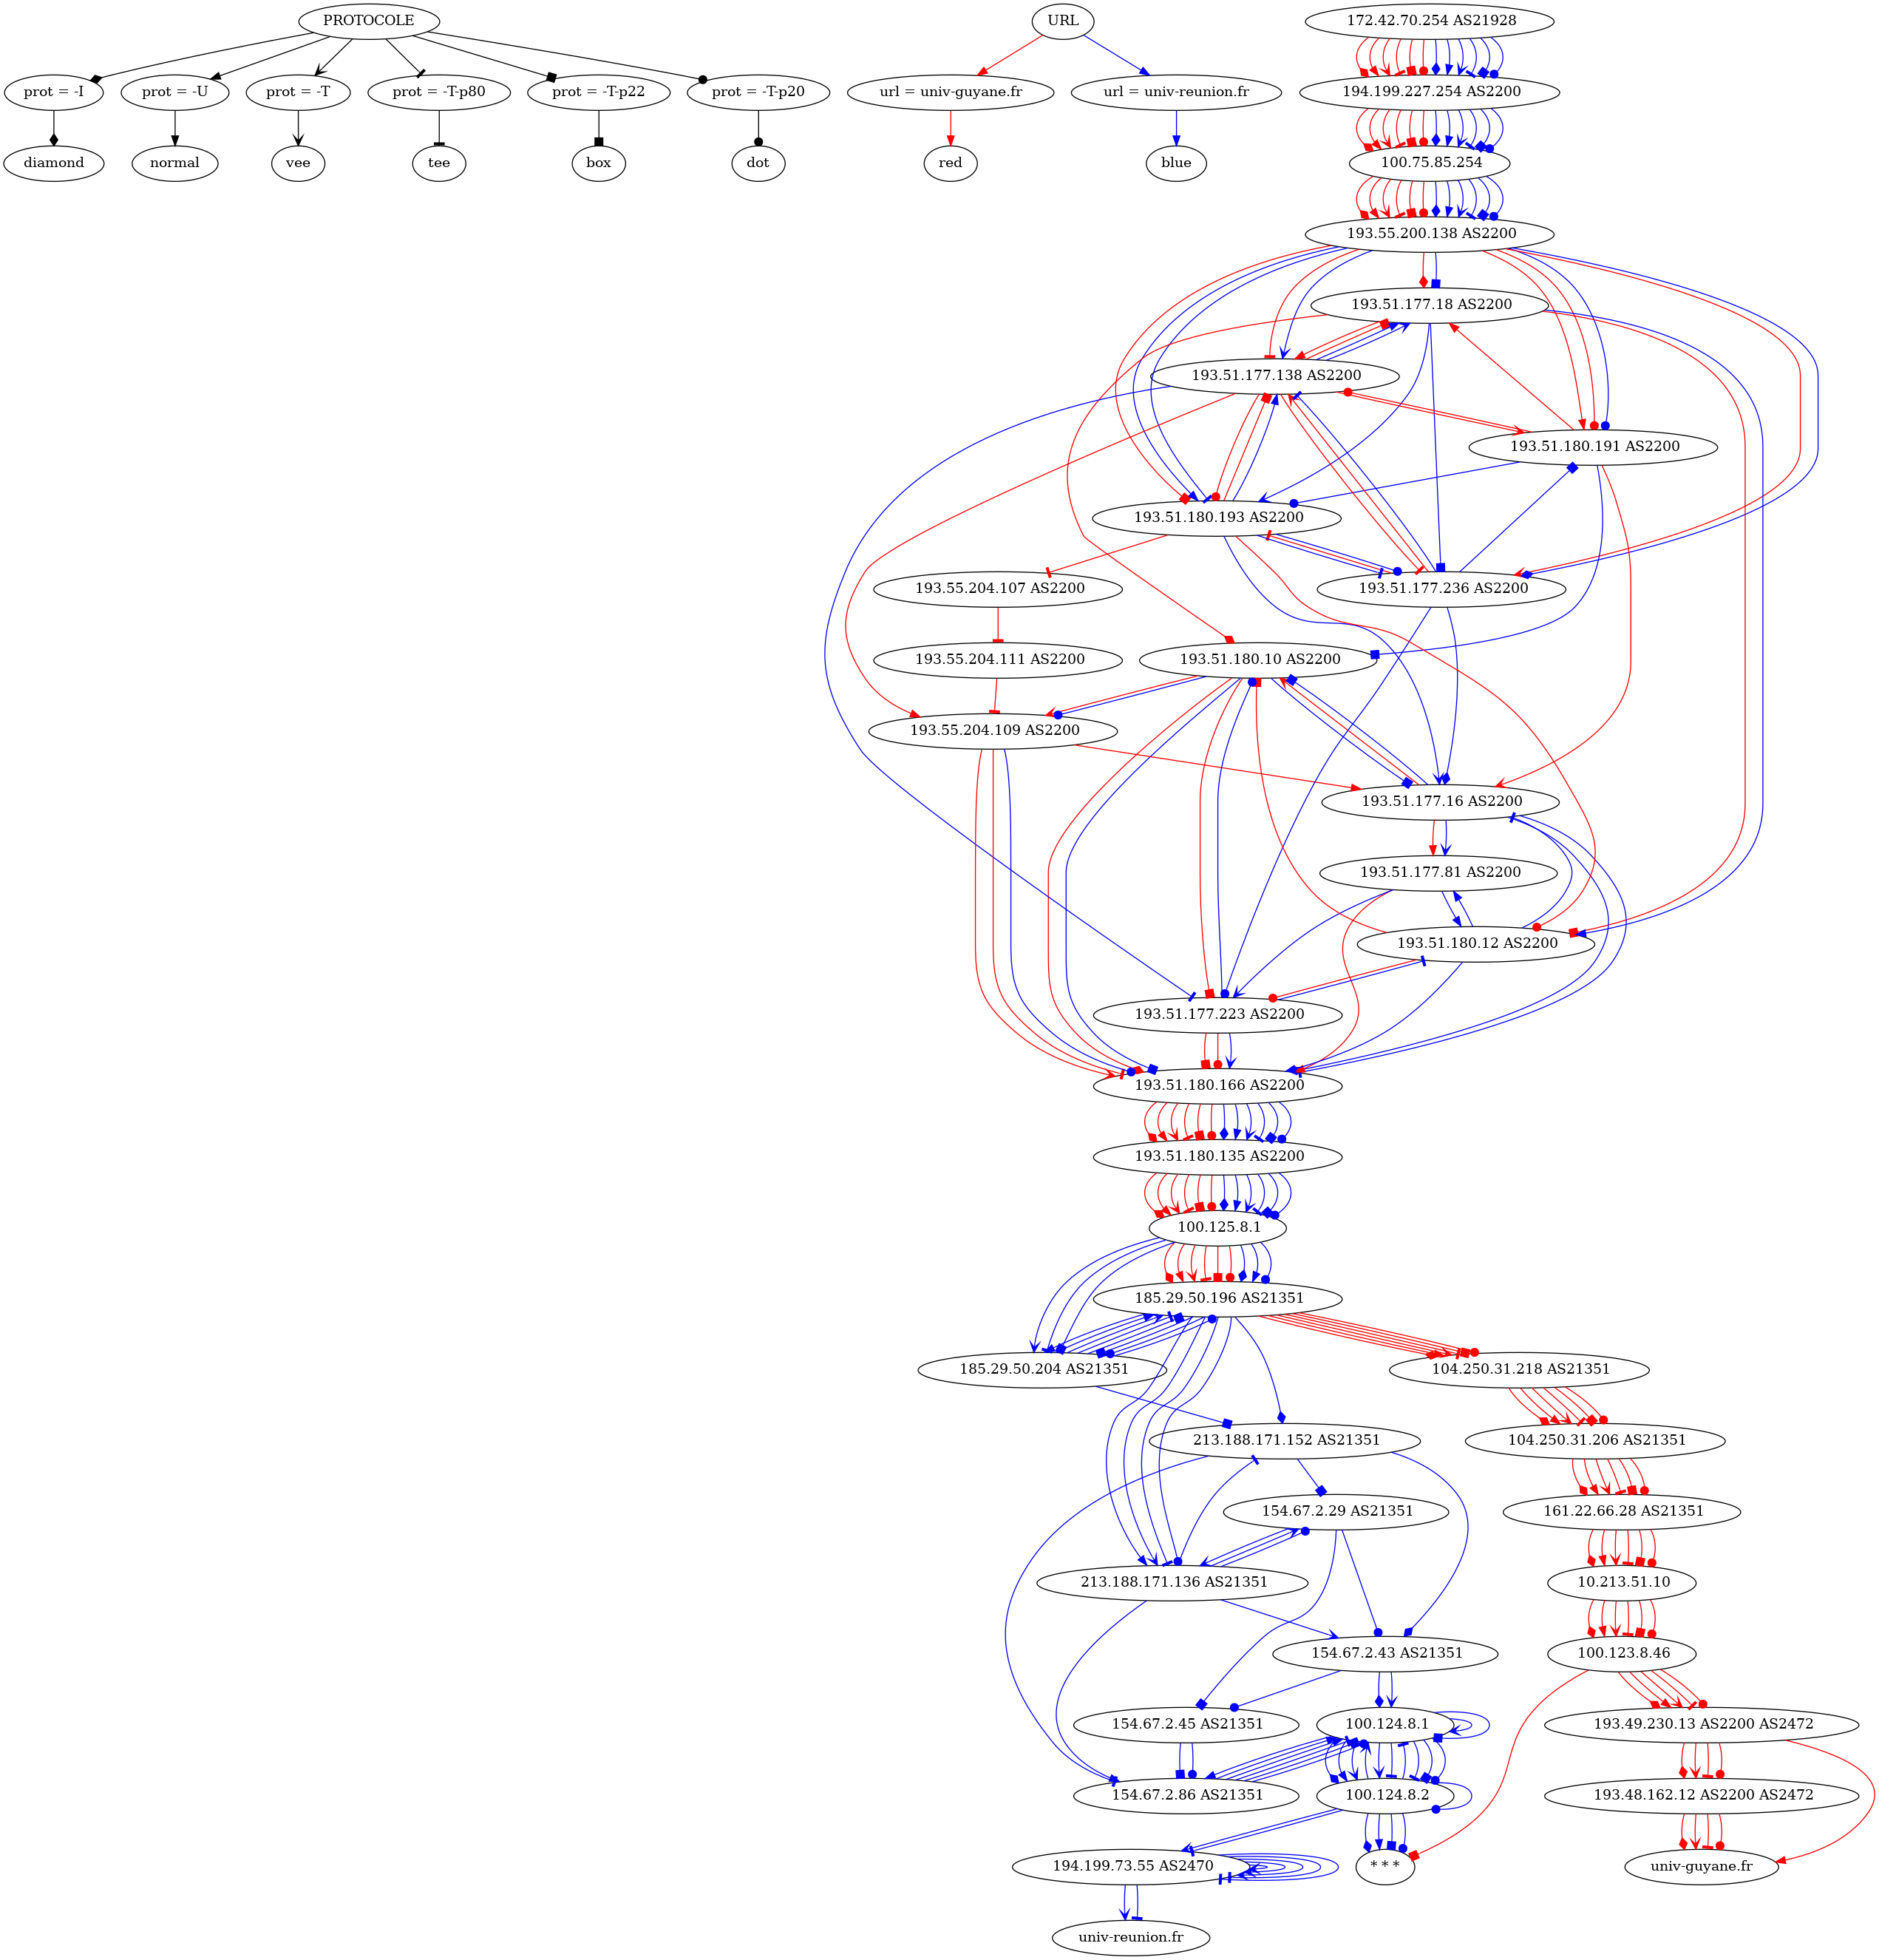 PROTOCOLE
URL
172.42.70.254 AS21928
prot = -I
prot = -U
prot = -T
prot = -T-p80
prot = -T-p22
prot = -T-p20
url = univ-guyane.fr
url = univ-reunion.fr
194.199.227.254 AS2200
diamond
normal
vee
tee
box
dot
red
blue
100.75.85.254
193.55.200.138 AS2200
193.51.177.18 AS2200
193.51.177.138 AS2200
193.51.180.191 AS2200
193.51.180.193 AS2200
193.55.204.107 AS2200
193.51.177.236 AS2200
193.55.204.111 AS2200
193.51.180.10 AS2200
193.55.204.109 AS2200
193.51.177.16 AS2200
193.51.177.81 AS2200
193.51.180.12 AS2200
193.51.177.223 AS2200
193.51.180.166 AS2200
193.51.180.135 AS2200
100.125.8.1
185.29.50.196 AS21351
185.29.50.204 AS21351
104.250.31.218 AS21351
213.188.171.152 AS21351
104.250.31.206 AS21351
154.67.2.29 AS21351
161.22.66.28 AS21351
213.188.171.136 AS21351
10.213.51.10
154.67.2.43 AS21351
100.123.8.46
154.67.2.45 AS21351
100.124.8.1
193.49.230.13 AS2200 AS2472
154.67.2.86 AS21351
100.124.8.2
193.48.162.12 AS2200 AS2472
194.199.73.55 AS2470
* * *
univ-guyane.fr
univ-reunion.fr